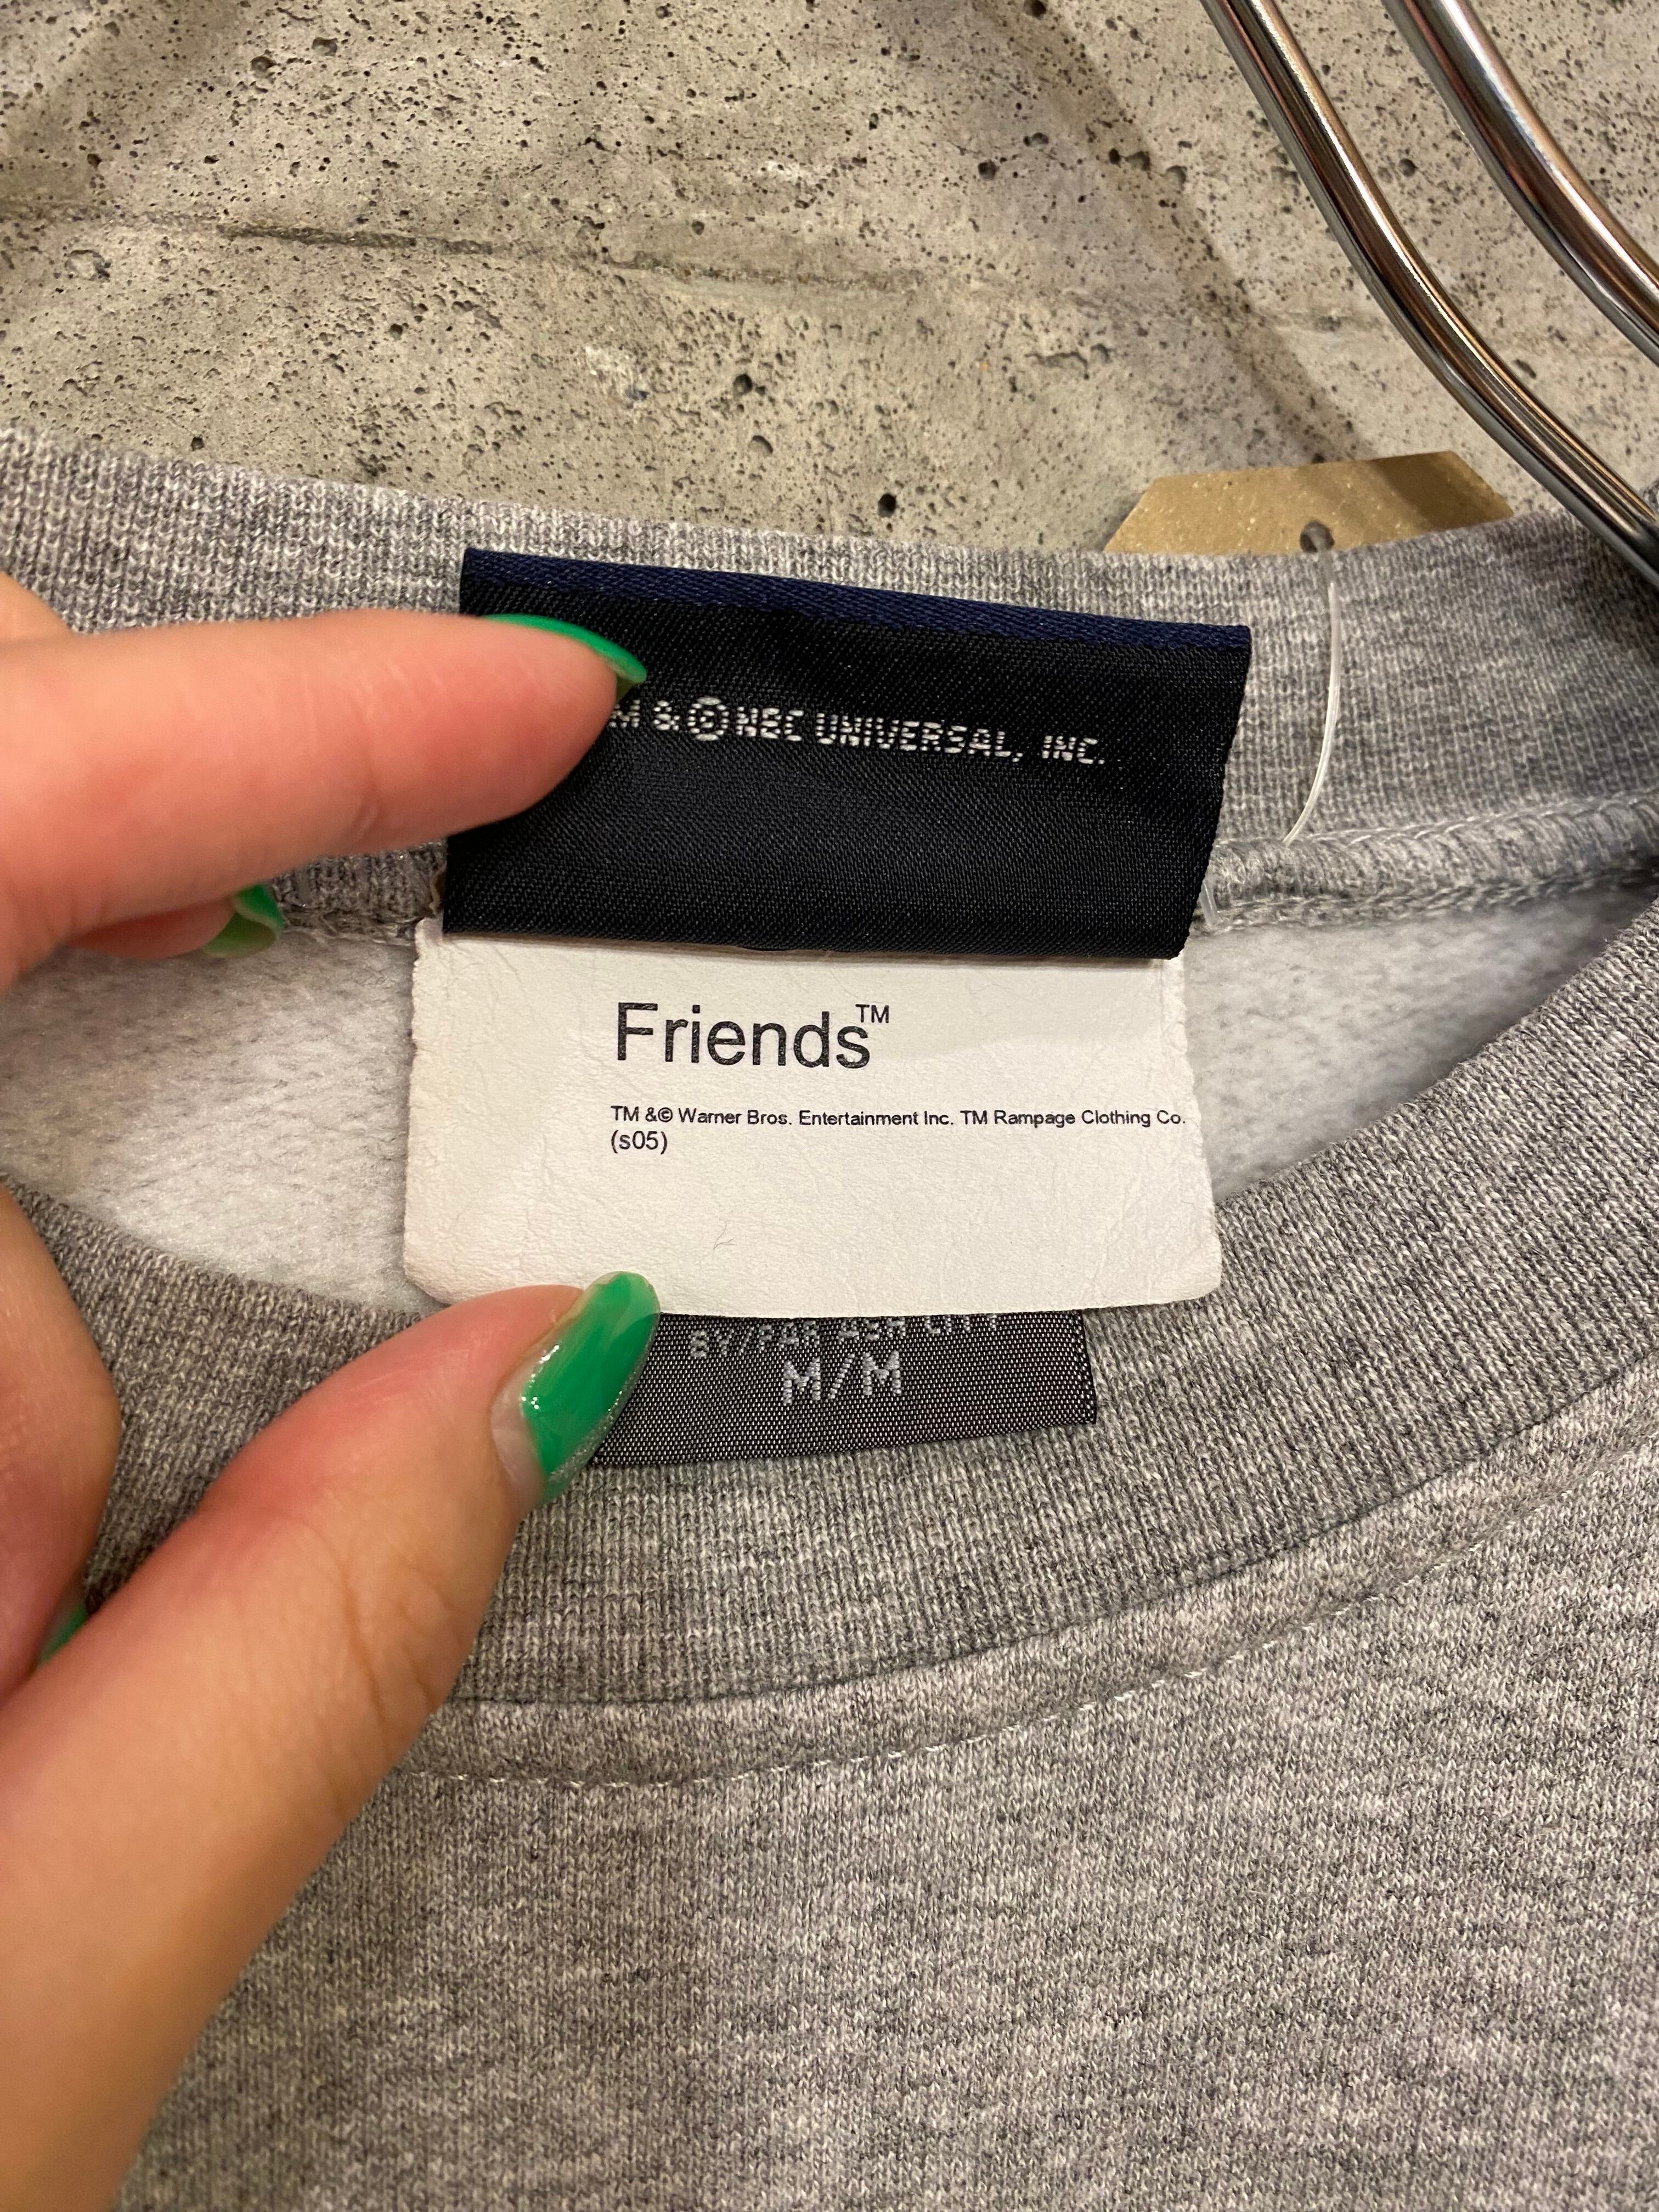 M & © NBC UNIVERSAL, INC.
Friends™
TM &© Warner Bros. Entertainment Inc. TM Rampage Clothing Co.
(s05)
M/M